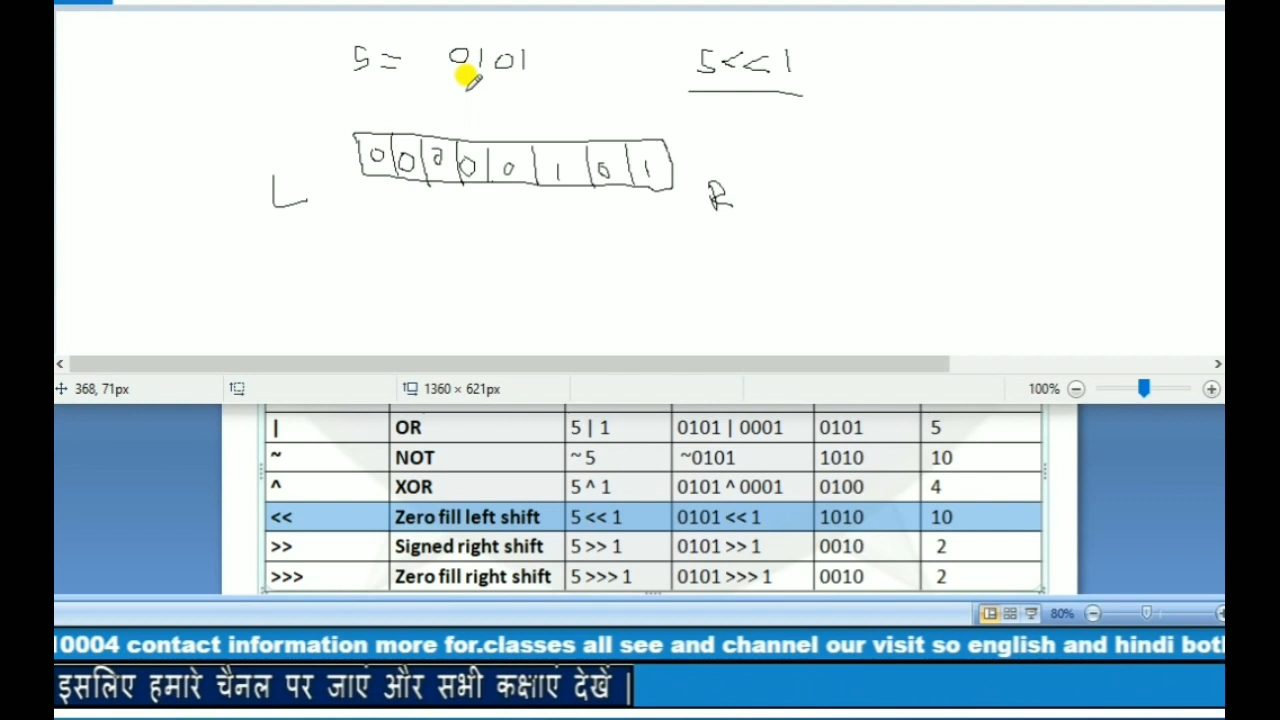 5 = 0101 5<<1
0 0 0 0 0 1 0 1
L R
368, 71px 1360 × 621px 100%
| OR 5 | 1 0101 | 0001 0101 5
~ NOT ~ 5 ~0101 1010 10
^ XOR 5 ^ 1 0101 ^ 0001 0100 4
<< Zero fill left shift 5 << 1 0101 << 1 1010 10
>> Signed right shift 5 >> 1 0101 >> 1 0010 2
>>> Zero fill right shift 5 >>> 1 0101 >>> 1 0010 2
80%
10004 contact information more for.classes all see and channel our visit so english and hindi bot
इसलिए हमारे चैनल पर जाएं और सभी कक्षाएं देखें |